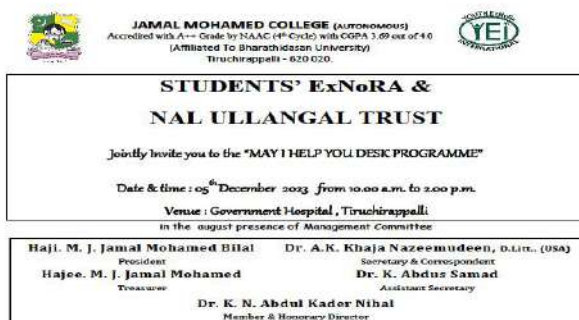 JAMAL MOHAMED COLLEGE (AUTONOMOUS)
Accredited with A++ Grade by NAAC (4th Cycle) with CGPA 3.69 out of 4.0
(Affiliated To Bharathidasan University)
Tiruchirappalli - 620 020.
YEI
INTERNATIONAL
STUDENTS' ExNoRA &
NAL ULLANGAL TRUST
Jointly Invite you to the "MAY I HELP YOU DESK PROGRAMME"
Date & time : 05th December 2023 from 10.00 a.m. to 2.00 p.m.
Venue : Government Hospital , Tiruchirappalli
in the august presence of Management Committee
Haji. M. J. Jamal Mohamed Bilal Dr. A.K. Khaja Nazeemudeen, D.Litt., (USA)
President Secretary & Correspondent
Hajee. M. J. Jamal Mohamed Dr. K. Abdus Samad
Treasurer Assistant Secretary
Dr. K. N. Abdul Kader Nihal
Member & Honorary Director